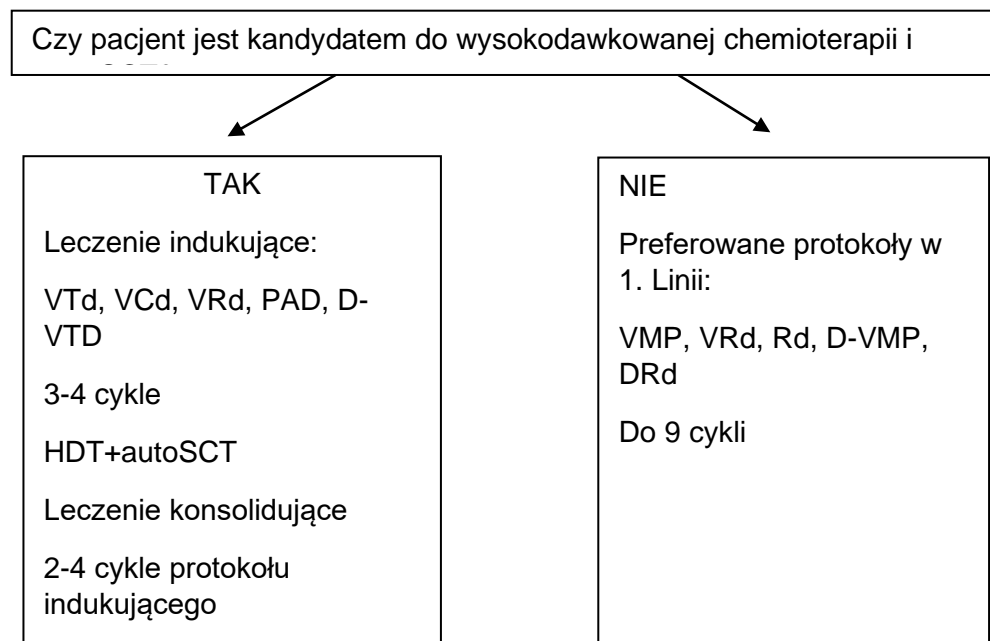 Czy pacjent jest kandydatem do wysokodawkowanej chemioterapii i
TAK
Leczenie indukujące:
VTd, VCd, VRd, PAD, D-
VTD
3-4 cykle
HDT+autoSCT
Leczenie konsolidujące
2-4 cykle protokołu
indukującego
NIE
Preferowane protokoły w
1. Linii:
VMP, VRd, Rd, D-VMP,
DRd
Do 9 cykli